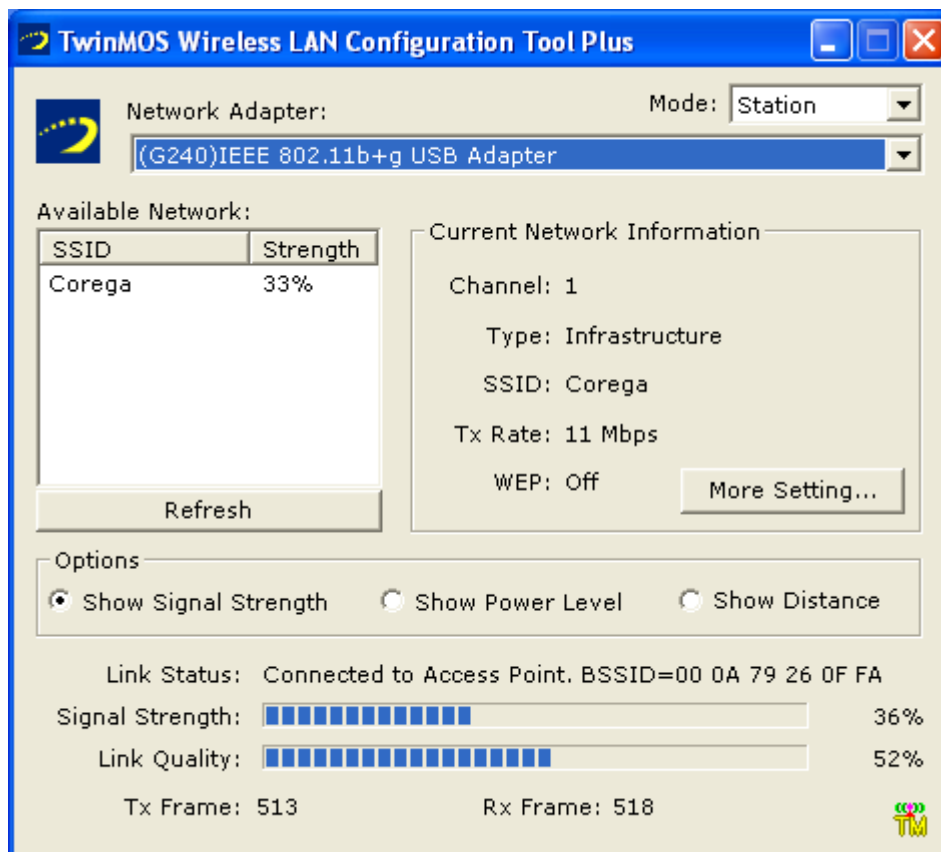 TwinMOS Wireless LAN Configuration Tool Plus
Network Adapter:
Mode: Station
(G240)IEEE 802.11b+g USB Adapter
Available Network:
SSID Strength
Corega 33%
Refresh
Current Network Information
Channel: 1
Type: Infrastructure
SSID: Corega
Tx Rate: 11 Mbps
WEP: Off
More Setting...
Options
Show Signal Strength Show Power Level Show Distance
Link Status: Connected to Access Point. BSSID=00 0A 79 26 0F FA
Signal Strength: 36%
Link Quality: 52%
Tx Frame: 513 Rx Frame: 518
TM